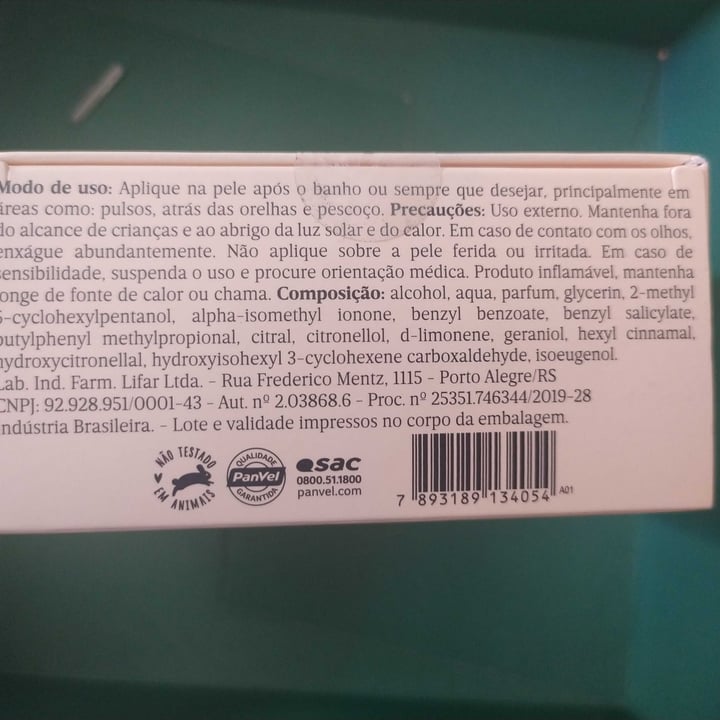 Modo de uso: Aplique na pele após o banho ou sempre que desejar, principalmente em
áreas como: pulsos, atrás das orelhas e pescoço. Precauções: Uso externo. Mantenha fora
do alcance de crianças e ao abrigo da luz solar e do calor. Em caso de contato com os olhos,
enxágue abundantemente. Não aplique sobre a pele ferida ou irritada. Em caso de
sensibilidade, suspenda o uso e procure orientação médica. Produto inflamável, mantenha
longe de fonte de calor ou chama. Composição: alcohol, aqua, parfum, glycerin, 2-methyl
5-cyclohexylpentanol, alpha-isomethyl ionone, benzyl benzoate, benzyl salicylate,
butylphenyl methylpropional, citral, citronellol, d-limonene, geraniol, hexyl cinnamal,
hydroxycitronellal, hydroxyisohexyl 3-cyclohexene carboxaldehyde, isoeugenol.
Lab. Ind. Farm. Lifar Ltda. - Rua Frederico Mentz, 1115 - Porto Alegre/RS
CNPJ: 92.928.951/0001-43 - Aut. nº 2.03868.6 - Proc. nº 25351.746344/2019-28
Indústria Brasileira. - Lote e validade impressos no corpo da embalagem.
NÃO TESTADO
EM ANIMAIS
QUALIDADE
PanVel
GARANTIDA
sac
0800.51.1800
panvel.com
7 893189 134054 A01